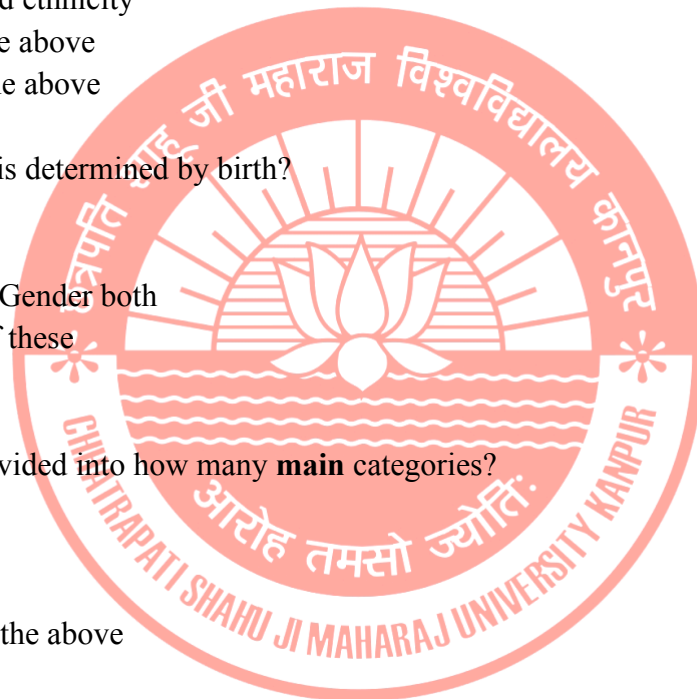 d ethnicity
e above
e above
is determined by birth?
Gender both
f these
vided into how many main categories?
the above
छत्रपति शाहू जी महाराज विश्वविद्यालय कानपुर
आरोह तमसो ज्योतिः
CHHATRAPATI SHAHU JI MAHARAJ UNIVERSITY KANPUR